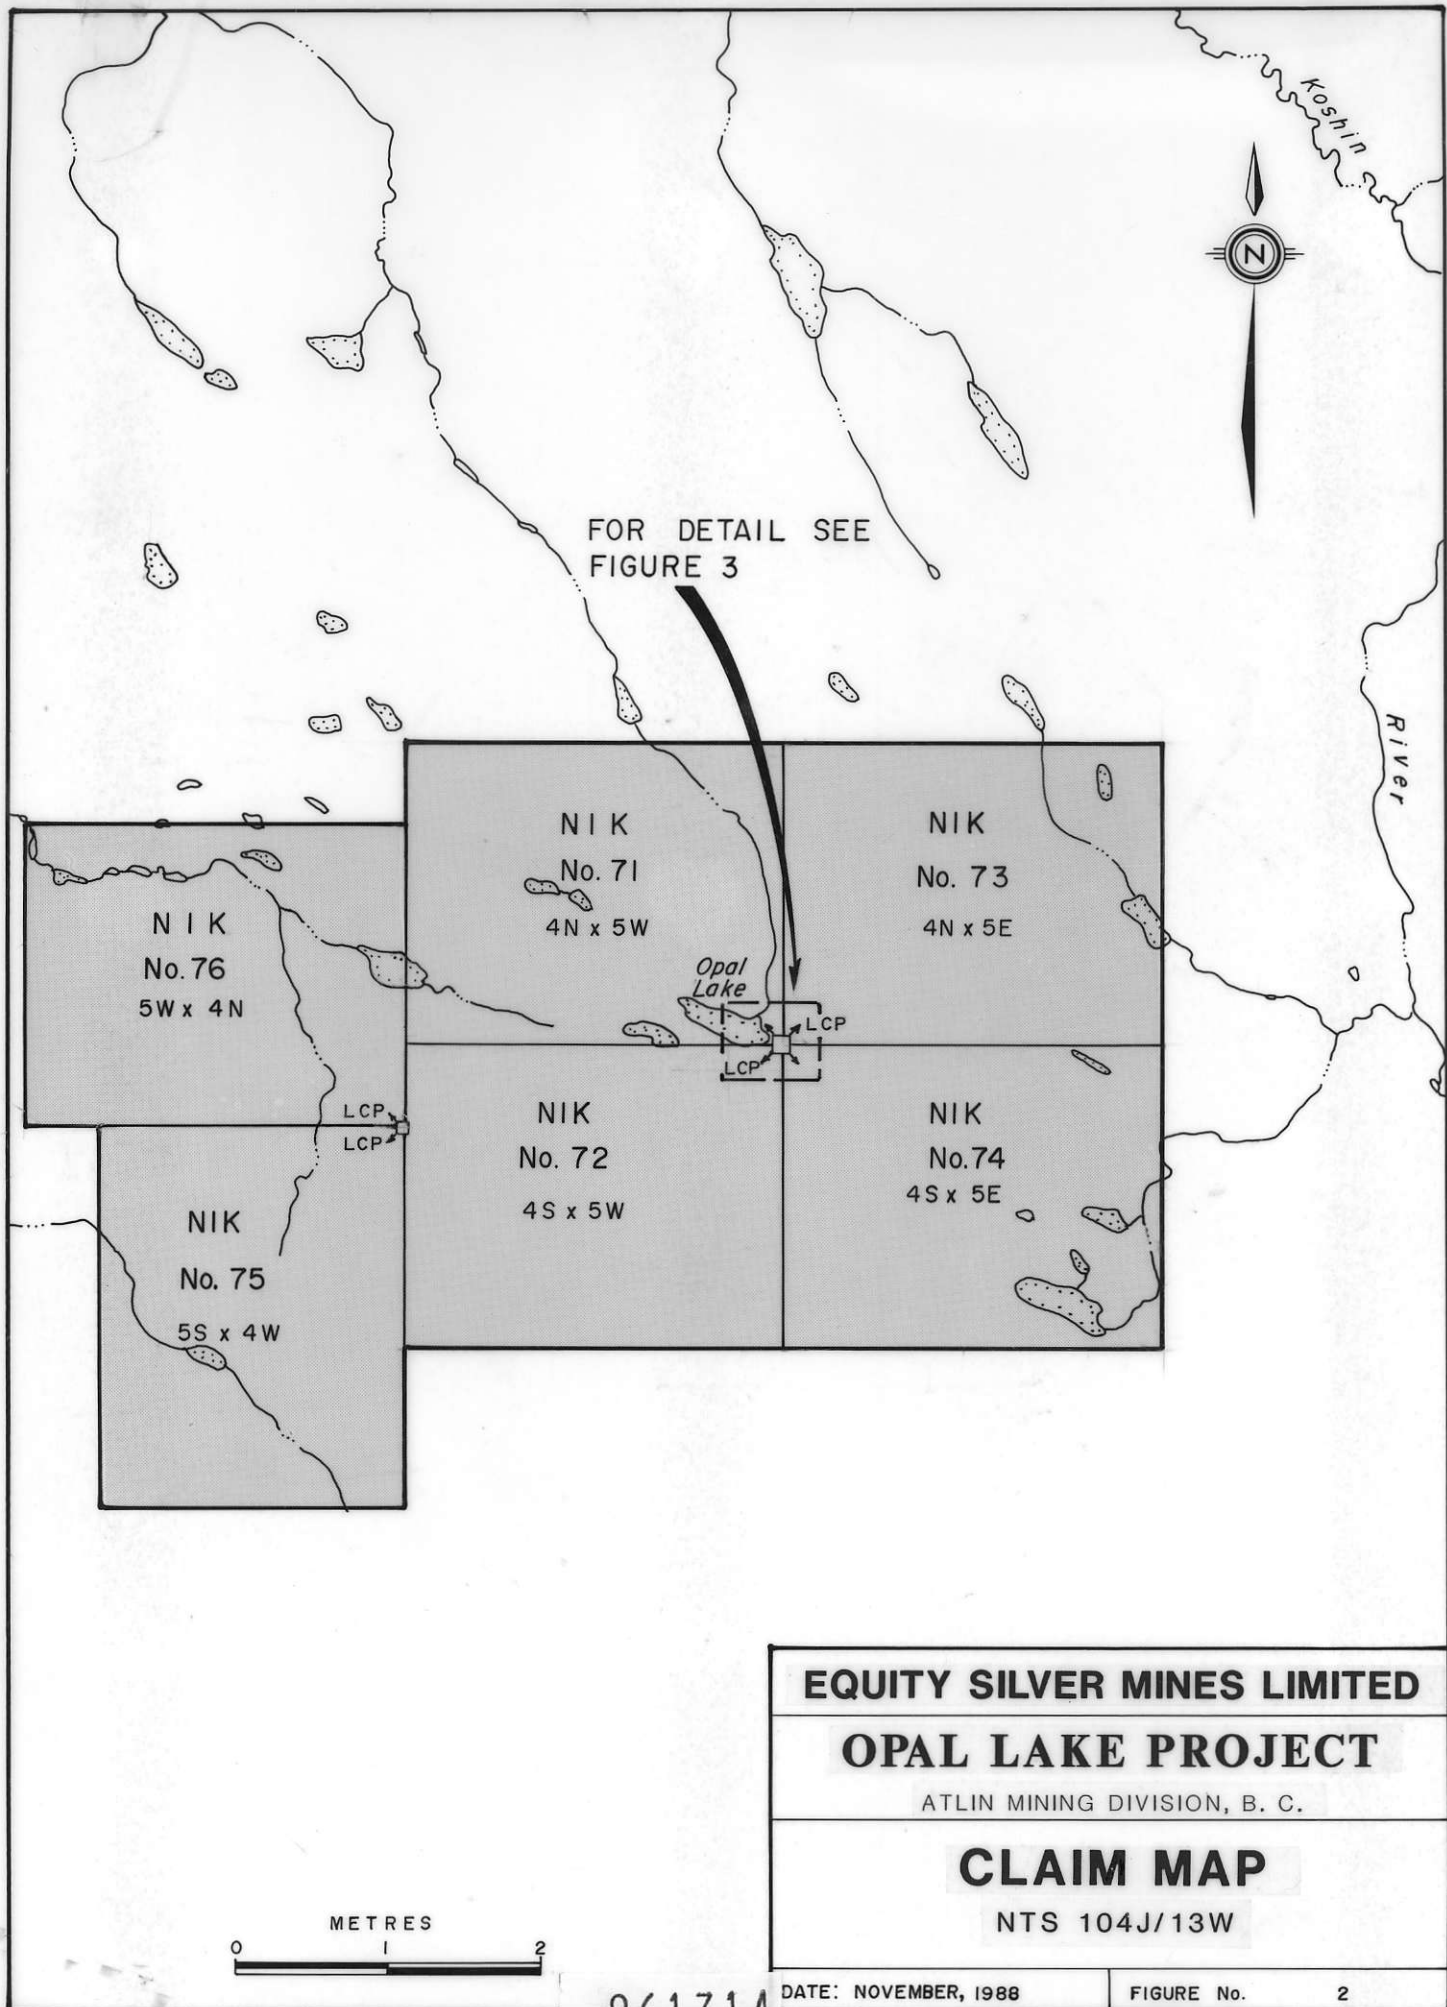 Koshin
N
FOR DETAIL SEE
FIGURE 3
River
NIK
No. 71
4N x 5W
NIK
No. 73
4N x 5E
NIK
No. 76
5W x 4N
Opal
Lake
LCP
LCP
LCP
LCP
NIK
No. 72
4S x 5W
NIK
No. 74
4S x 5E
NIK
No. 75
5S x 4W
EQUITY SILVER MINES LIMITED
OPAL LAKE PROJECT
ATLIN MINING DIVISION, B. C.
CLAIM MAP
NTS 104J/13W
METRES
0 1 2
DATE: NOVEMBER, 1988
FIGURE No. 2